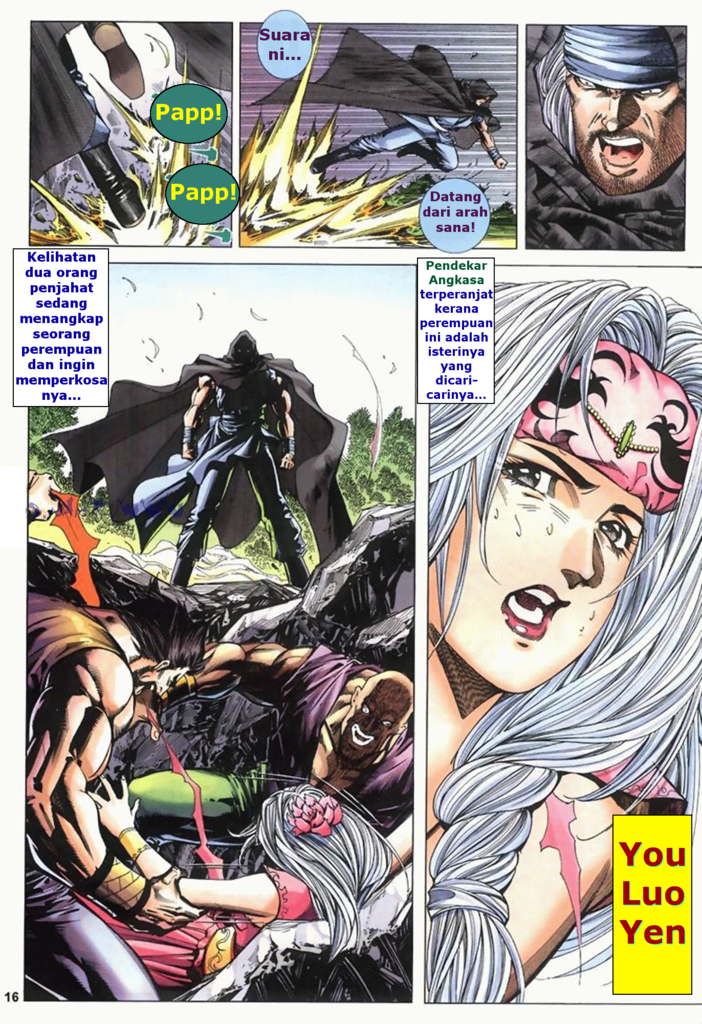 Papp!
Papp!
Suara
ni...
Datang
dari arah
sana!
Kelihatan
dua orang
penjahat
sedang
menangkap
seorang
perempuan
dan ingin
memperkosa
nya...
Pendekar
Angkasa
terperanjat
kerana
perempuan
ini adalah
isterinya
yang
dicari-
carinya...
You
Luo
Yen
16